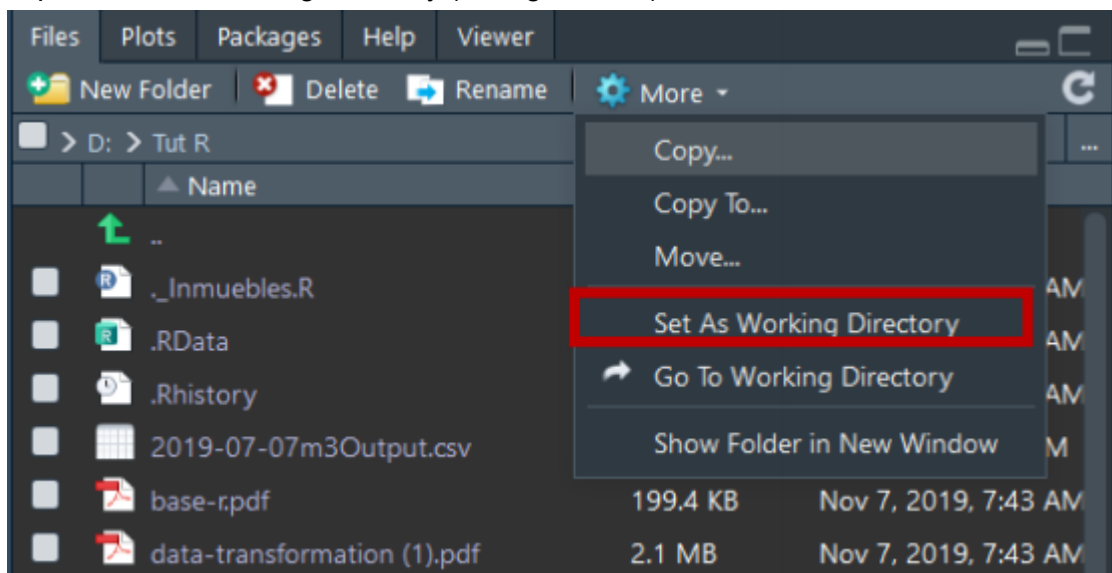 Files Plots Packages Help Viewer
New Folder Delete Rename More
D: Tut R ...
Name
Copy...
Copy To...
Move...
Set As Working Directory
Go To Working Directory
Show Folder in New Window
..
._Inmuebles.R AM
.RData AM
.Rhistory AM
2019-07-07m3Output.csv M
base-r.pdf 199.4 KB Nov 7, 2019, 7:43 AM
data-transformation (1).pdf 2.1 MB Nov 7, 2019, 7:43 AM